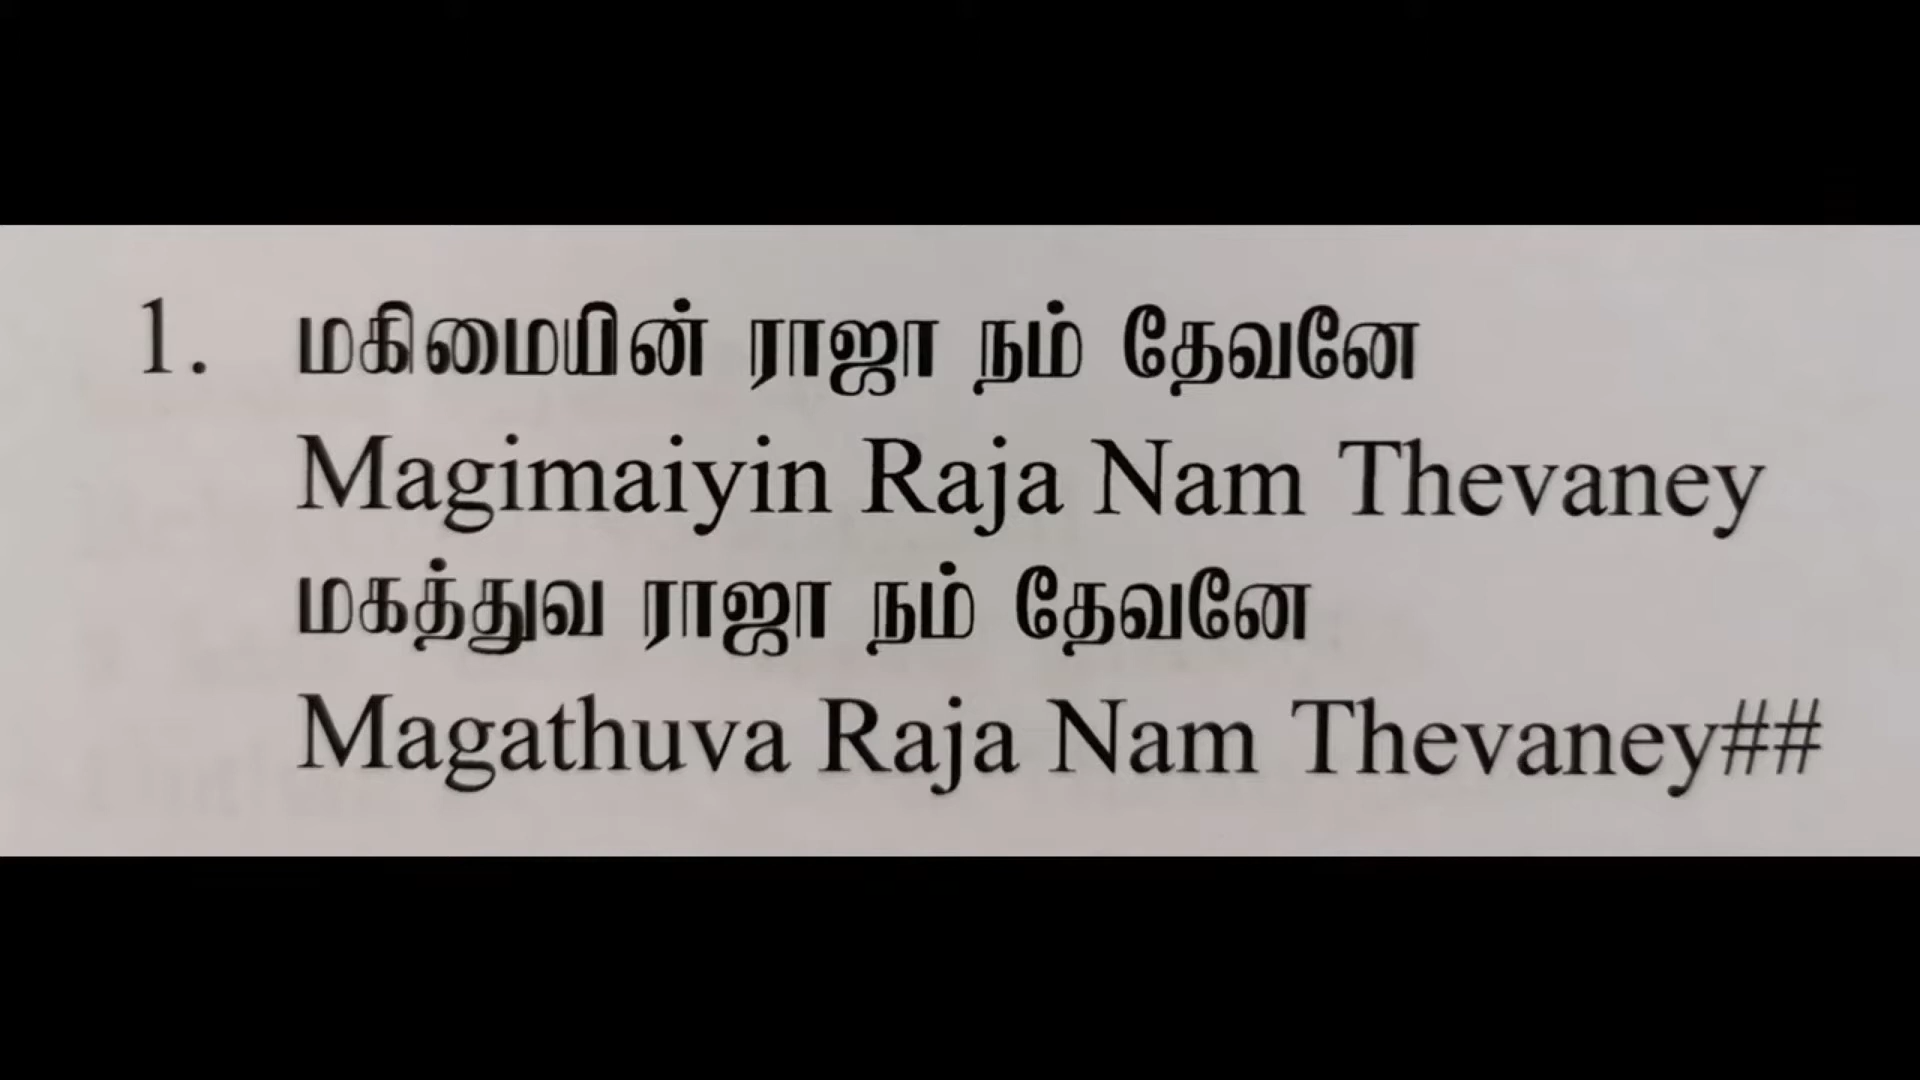 1. மகிமையின் ராஜா நம் தேவனே
Magimaiyin Raja Nam Thevaney
மகத்துவ ராஜா நம் தேவனே
Magathuva Raja Nam Thevaney##